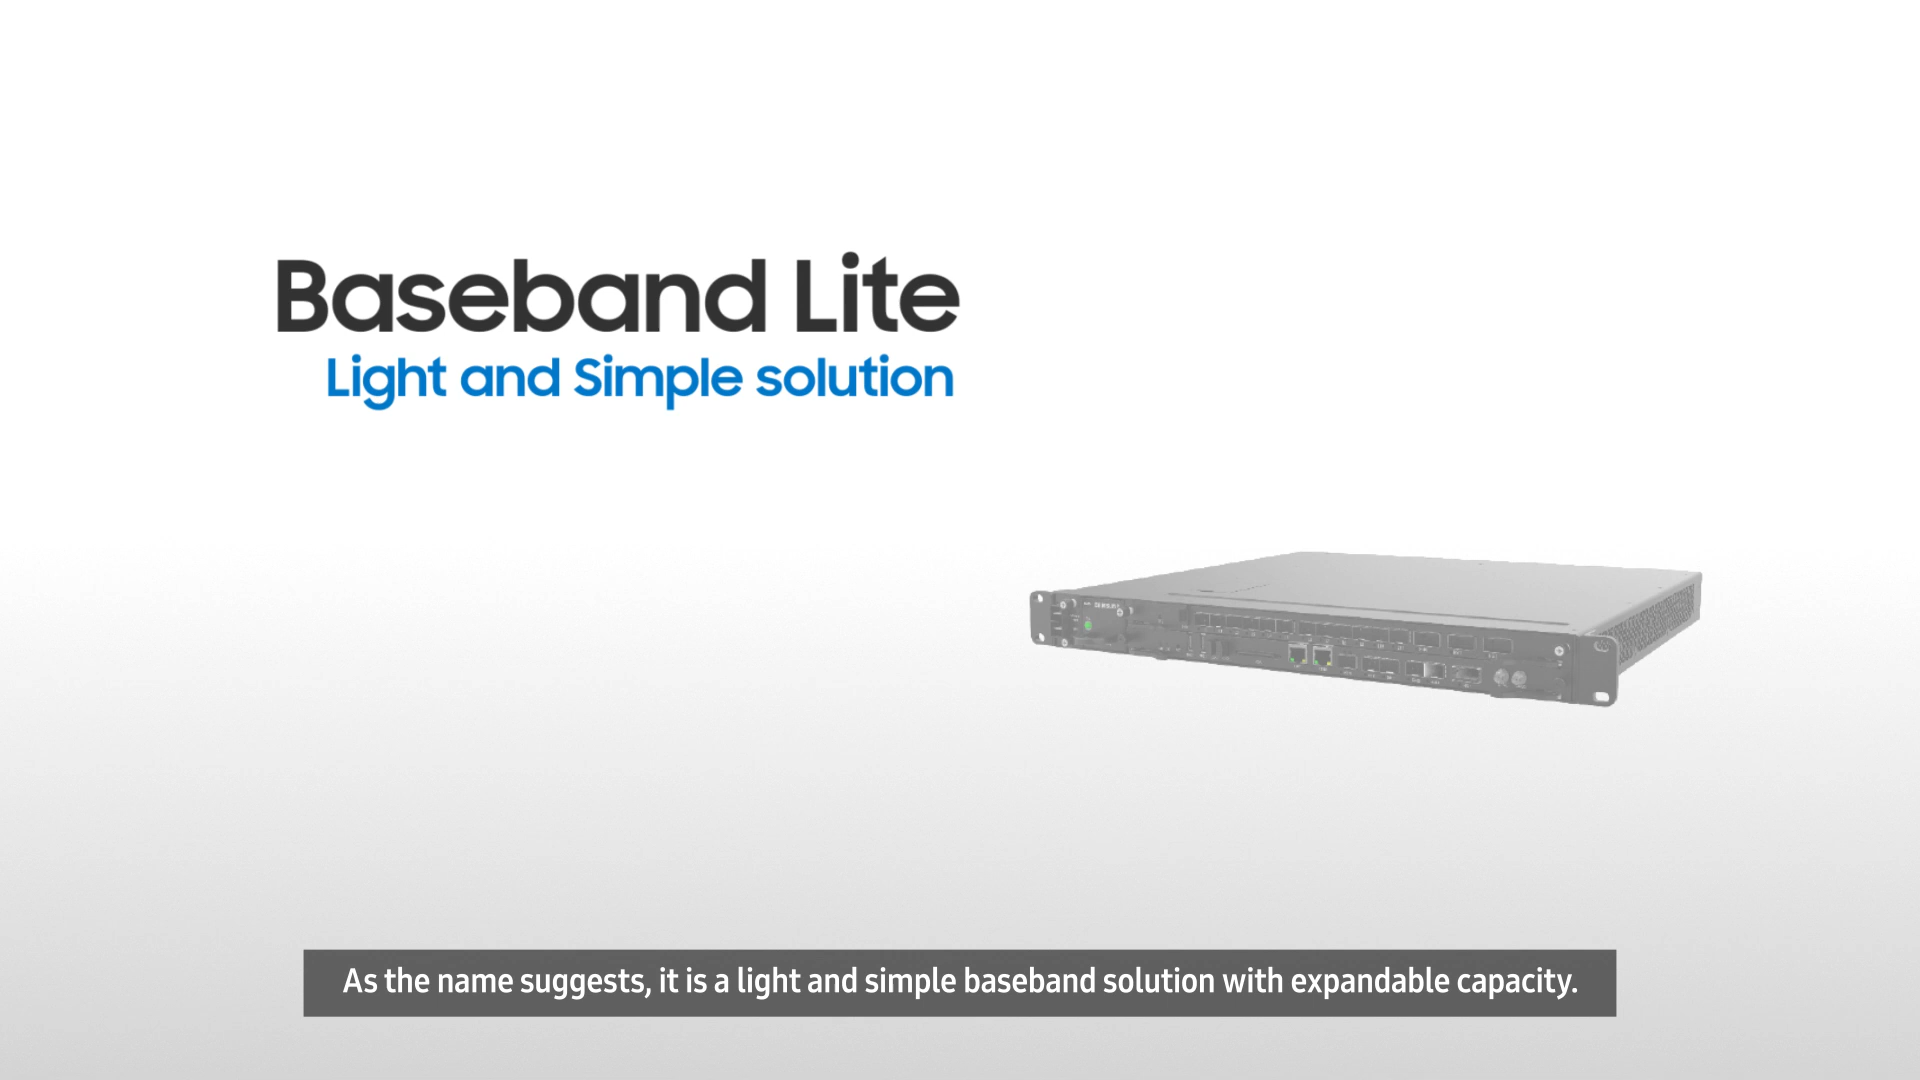 Baseband Lite
Light and Simple solution
As the name suggests, it is a light and simple baseband solution with expandable capacity.